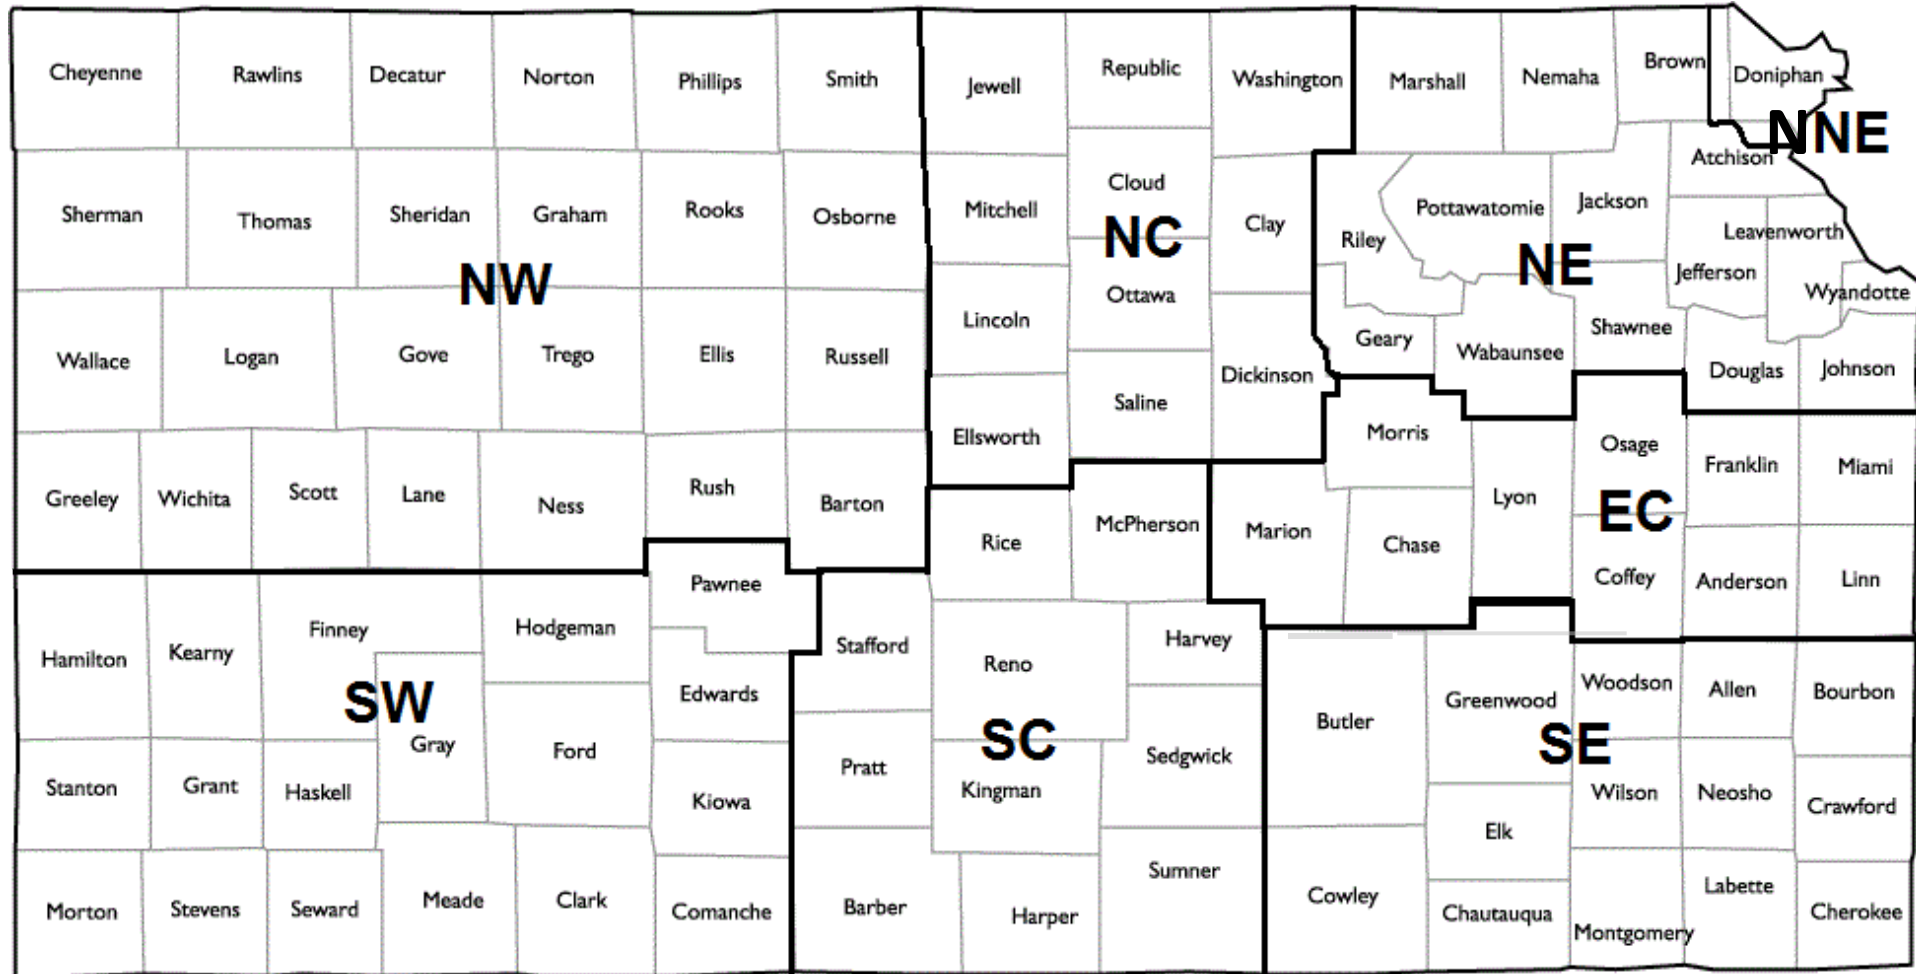 Cheyenne
Rawlins
Decatur
Norton
Phillips
Smith
Jewell
Republic
Washington
Marshall
Nemaha
Brown
Doniphan
NNE
Sherman
Thomas
Sheridan
Graham
Rooks
Osborne
Mitchell
Cloud
Clay
Riley
Pottawatomie
Jackson
Atchison
Leavenworth
Jefferson
Wyandotte
NW
NC
NE
Wallace
Logan
Gove
Trego
Ellis
Russell
Lincoln
Ottawa
Saline
Dickinson
Geary
Wabaunsee
Shawnee
Douglas
Johnson
Greeley
Wichita
Scott
Lane
Ness
Rush
Barton
Ellsworth
Rice
McPherson
Marion
Morris
Chase
Lyon
Osage
Franklin
Miami
EC
Coffey
Anderson
Linn
Hamilton
Kearny
Finney
Hodgeman
Pawnee
Stafford
Reno
Harvey
Edwards
SW
Gray
Ford
SC
Sedgwick
Butler
Greenwood
Woodson
Allen
Bourbon
SE
Stanton
Grant
Haskell
Kiowa
Pratt
Kingman
Elk
Wilson
Neosho
Crawford
Morton
Stevens
Seward
Meade
Clark
Comanche
Barber
Harper
Sumner
Cowley
Chautauqua
Montgomery
Labette
Cherokee